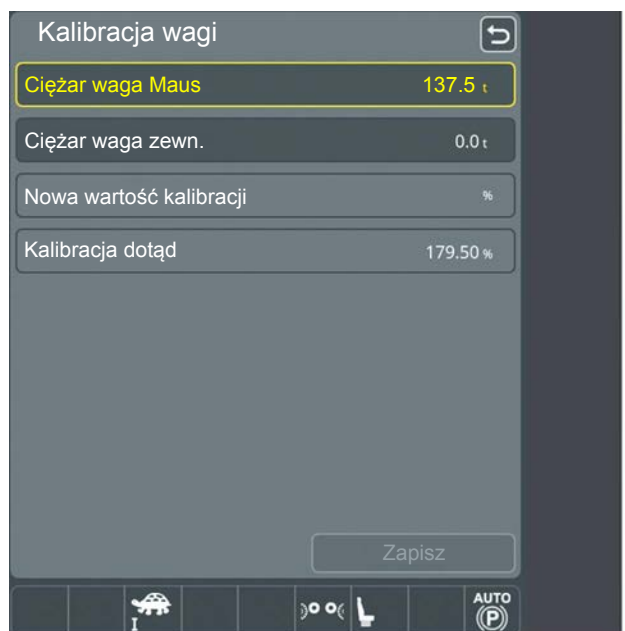 Kalibracja wagi
Ciężar waga Maus 137.5 t
Ciężar waga zewn. 0.0 t
Nowa wartość kalibracji %
Kalibracja dotąd 179.50 %
Zapisz
I
AUTO
P